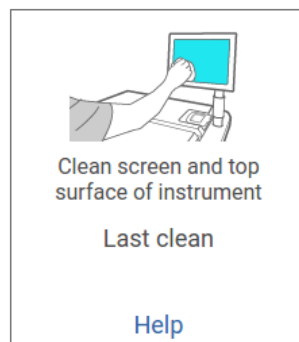 Clean screen and top
surface of instrument
Last clean
Help